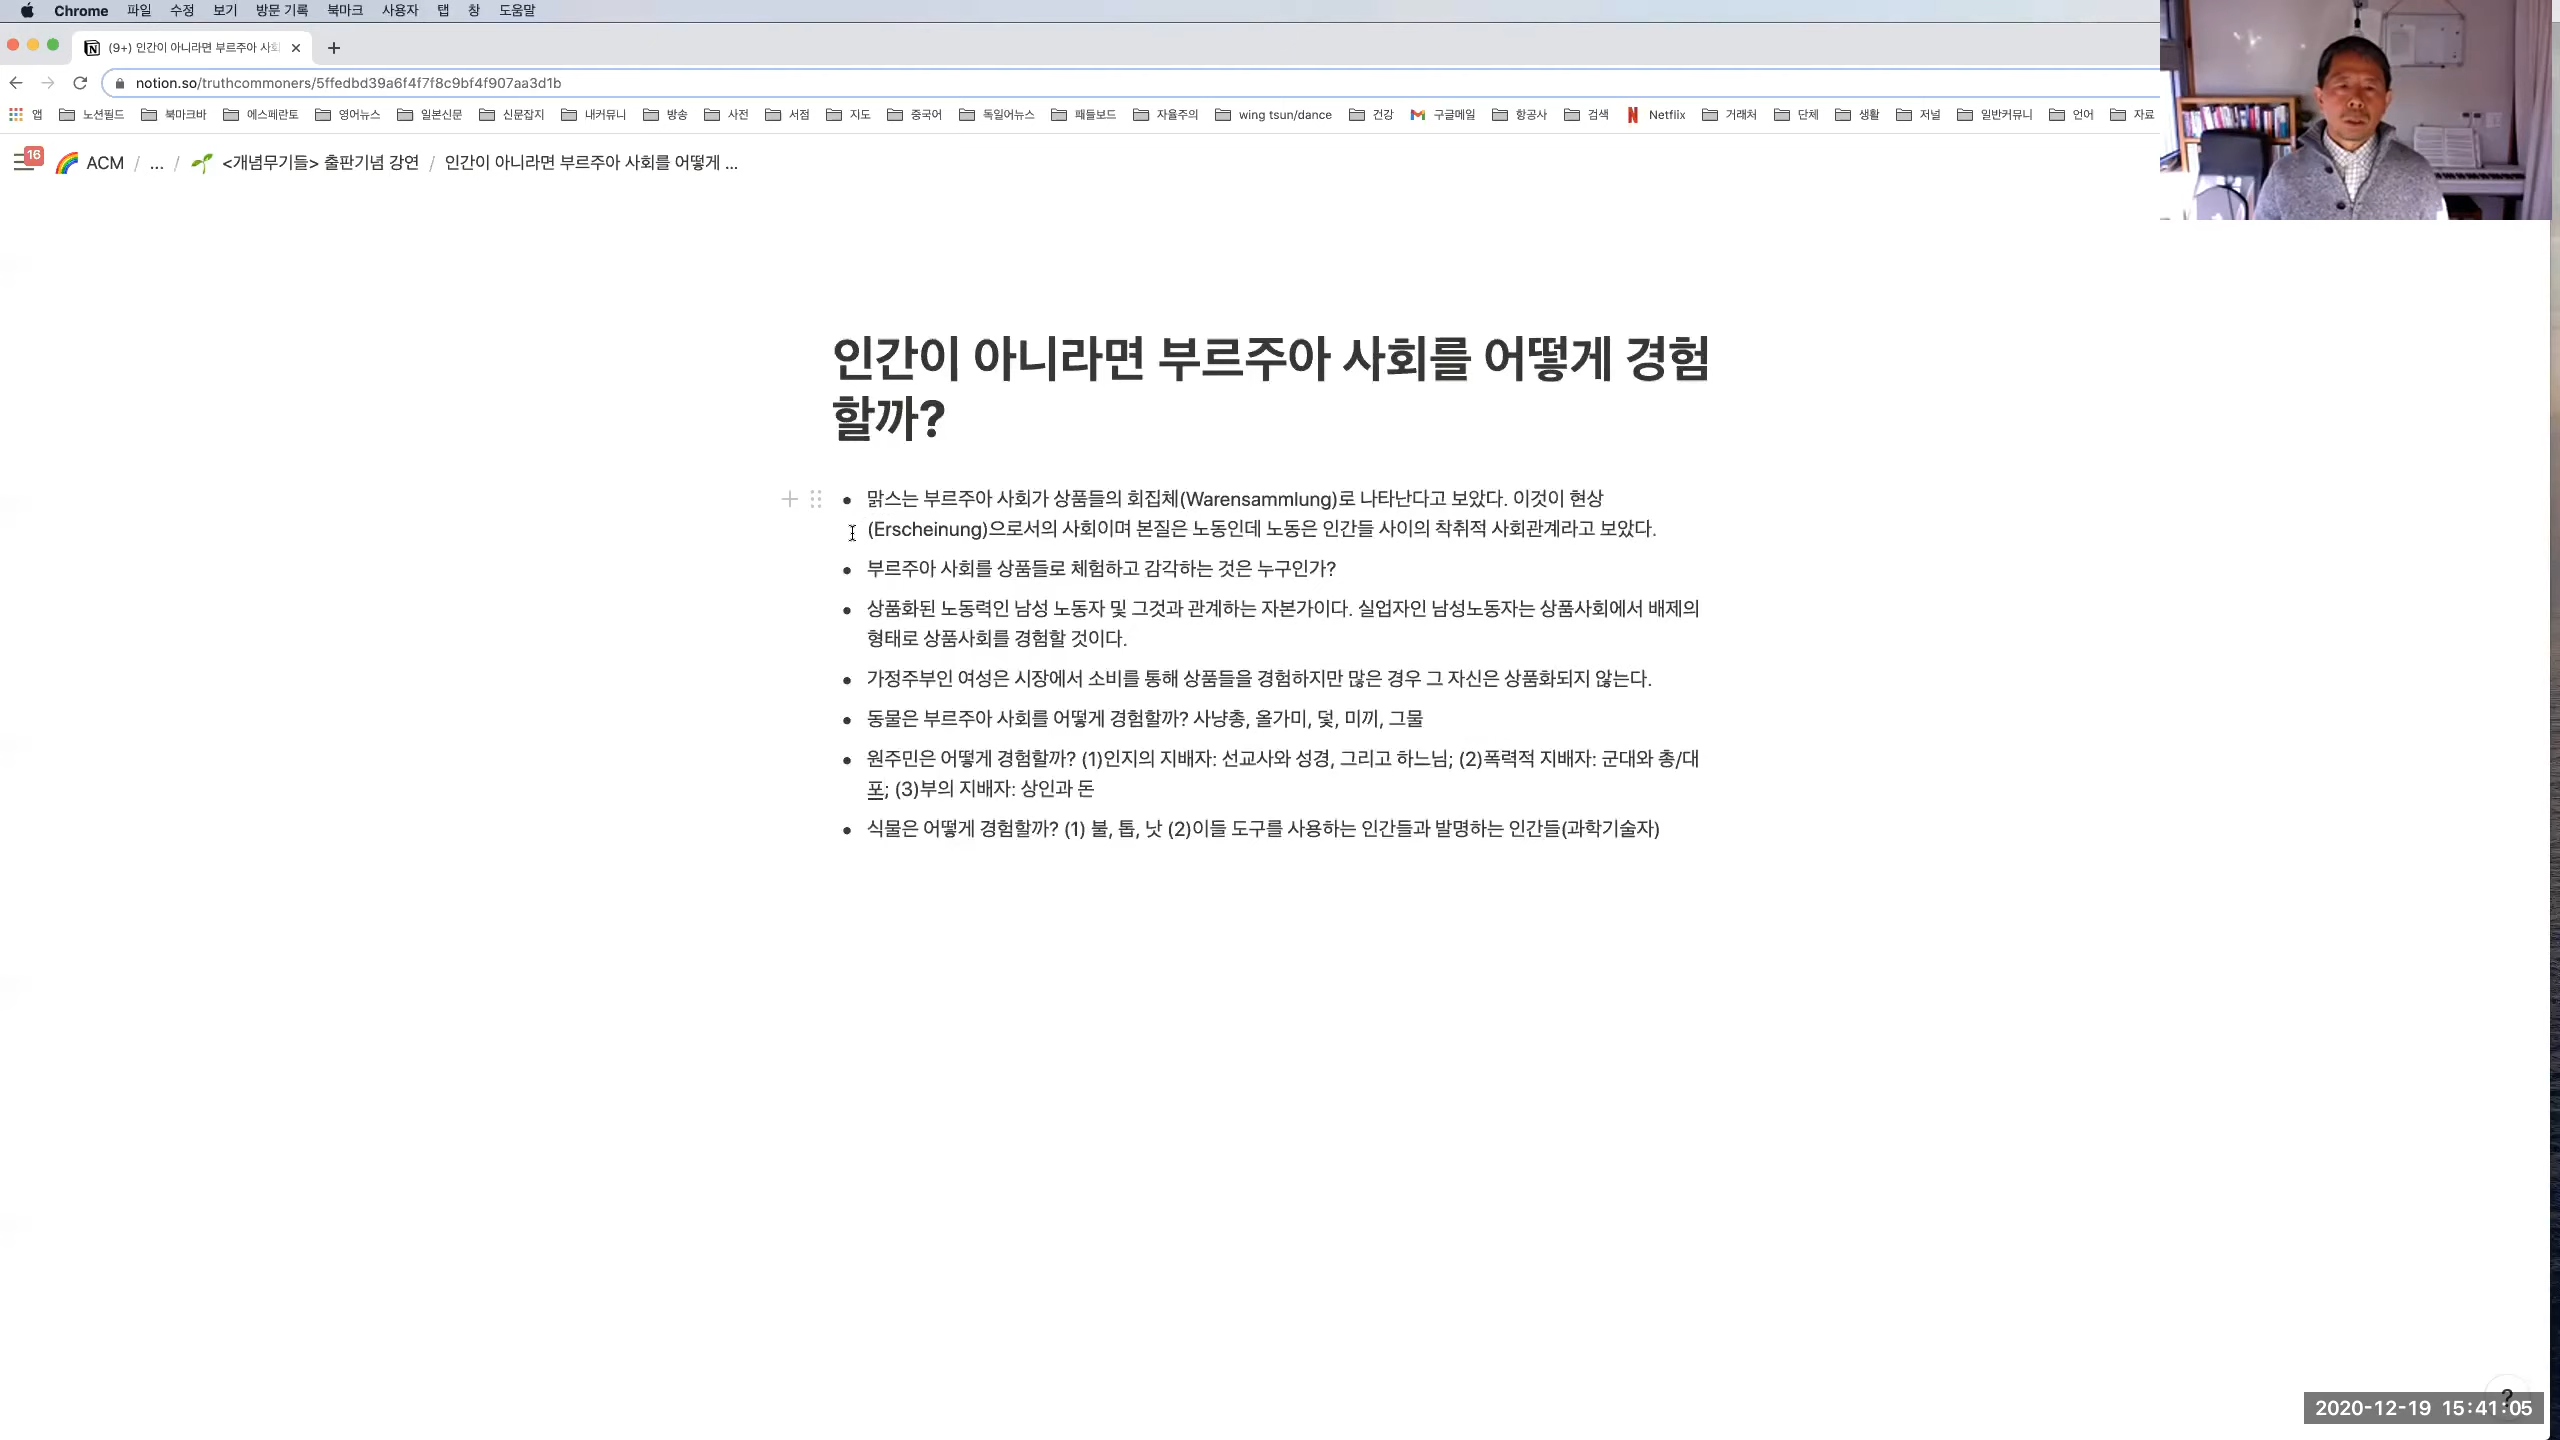 Chrome 파일 수정 보기 방문 기록 북마크 사용자 탭 창 도움말
(9+) 인간이 아니라면 부르주아 사회
notion.so/truthcommoners/5ffedbd39a6f4f7f8c9bf4f907aa3d1b
앱 노션필드 북마크바 에스페란토 영어뉴스 일본신문 신문잡지 내커뮤니 방송 사전 서점 지도 중국어 독일어뉴스 패들보드 자율주의 wing tsun/dance 건강 구글메일 항공사 검색 Netflix 거래처 단체 생활 저널 일반커뮤니 언어 자료
16 ACM / ... / <개념무기들> 출판기념 강연 / 인간이 아니라면 부르주아 사회를 어떻게 ...
인간이 아니라면 부르주아 사회를 어떻게 경험
할까?
맑스는 부르주아 사회가 상품들의 회집체(Warensammlung)로 나타난다고 보았다. 이것이 현상
(Erscheinung)으로서의 사회이며 본질은 노동인데 노동은 인간들 사이의 착취적 사회관계라고 보았다.
부르주아 사회를 상품들로 체험하고 감각하는 것은 누구인가?
상품화된 노동력인 남성 노동자 및 그것과 관계하는 자본가이다. 실업자인 남성노동자는 상품사회에서 배제의
형태로 상품사회를 경험할 것이다.
가정주부인 여성은 시장에서 소비를 통해 상품들을 경험하지만 많은 경우 그 자신은 상품화되지 않는다.
동물은 부르주아 사회를 어떻게 경험할까? 사냥총, 올가미, 덫, 미끼, 그물
원주민은 어떻게 경험할까? (1)인지의 지배자: 선교사와 성경, 그리고 하느님; (2)폭력적 지배자: 군대와 총/대
포; (3)부의 지배자: 상인과 돈
식물은 어떻게 경험할까? (1) 불, 톱, 낫 (2)이들 도구를 사용하는 인간들과 발명하는 인간들(과학기술자)
?
2020-12-19 15:41:05